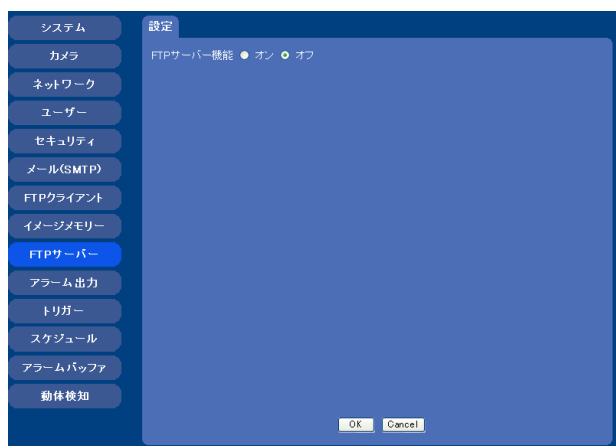 システム
カメラ
ネットワーク
ユーザー
セキュリティ
メール(SMTP)
FTPクライアント
イメージメモリー
FTPサーバー
アラーム出力
トリガー
スケジュール
アラームバッファ
動体検知
設定
FTPサーバー機能 オン オフ
OK Cancel